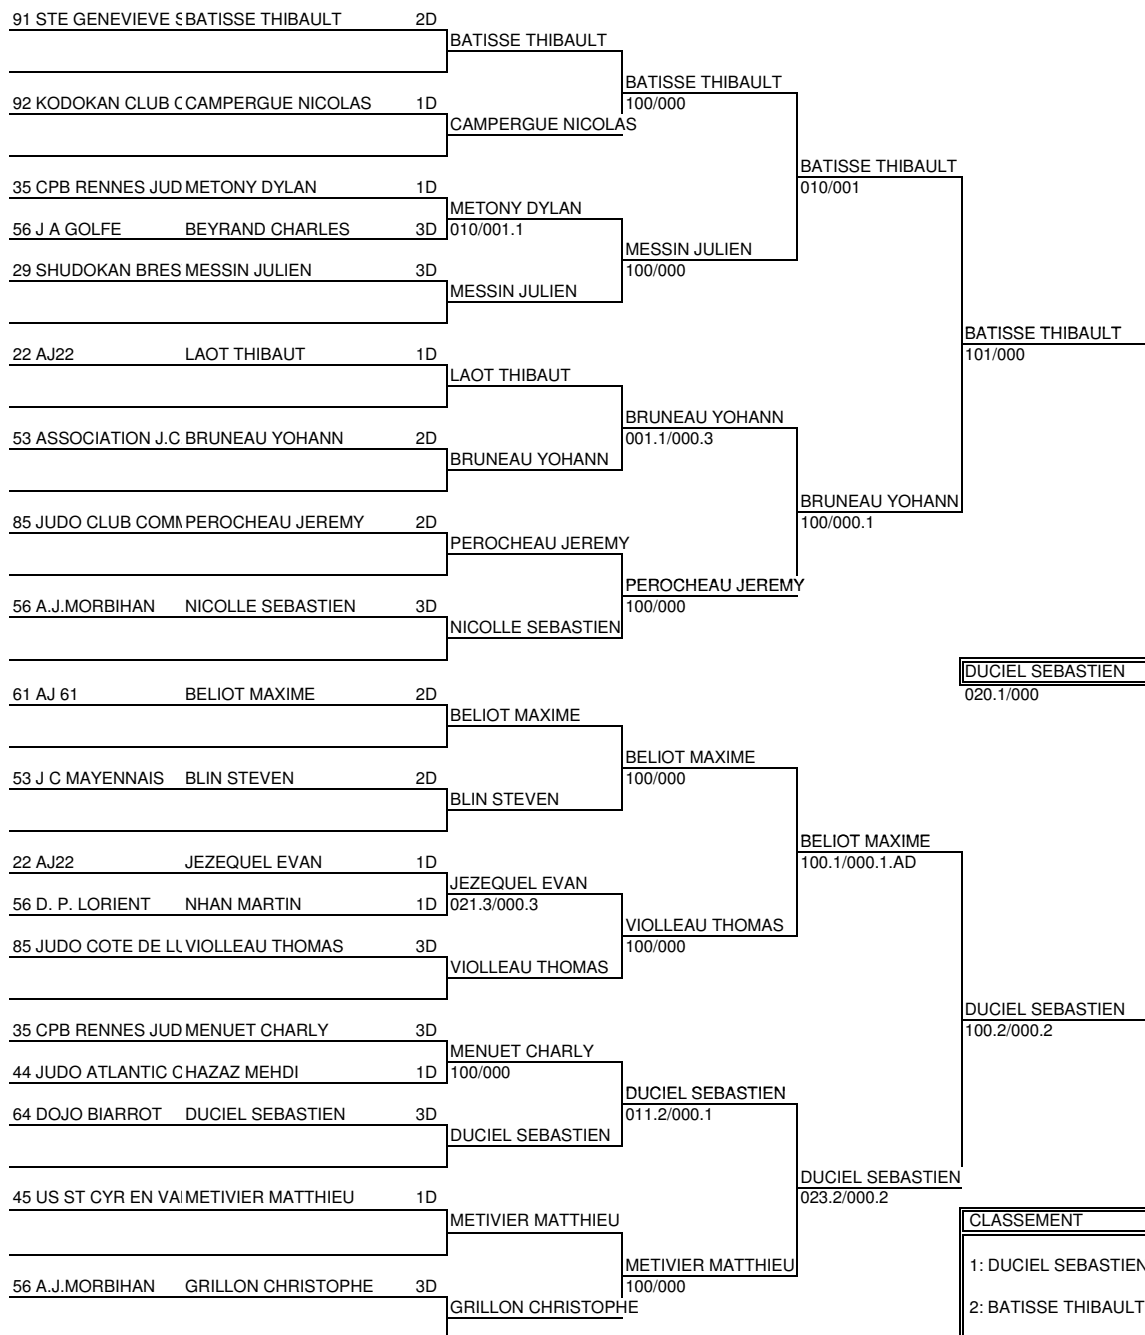 91 STE GENEVIEVE S BATISSE THIBAULT 2D
BATISSE THIBAULT
BATISSE THIBAULT
100/000
92 KODOKAN CLUB C CAMPERGUE NICOLAS 1D
CAMPERGUE NICOLAS
BATISSE THIBAULT
010/001
35 CPB RENNES JUD METONY DYLAN 1D
METONY DYLAN
56 J A GOLFE BEYRAND CHARLES 3D
010/001.1
MESSIN JULIEN
100/000
29 SHUDOKAN BRES MESSIN JULIEN 3D
MESSIN JULIEN
BATISSE THIBAULT
101/000
22 AJ22 LAOT THIBAUT 1D
LAOT THIBAUT
BRUNEAU YOHANN
001.1/000.3
53 ASSOCIATION J.C BRUNEAU YOHANN 2D
BRUNEAU YOHANN
BRUNEAU YOHANN
100/000.1
85 JUDO CLUB COMM PEROCHEAU JEREMY 2D
PEROCHEAU JEREMY
PEROCHEAU JEREMY
100/000
56 A.J.MORBIHAN NICOLLE SEBASTIEN 3D
NICOLLE SEBASTIEN
DUCIEL SEBASTIEN
020.1/000
61 AJ 61 BELIOT MAXIME 2D
BELIOT MAXIME
BELIOT MAXIME
100/000
53 J C MAYENNAIS BLIN STEVEN 2D
BLIN STEVEN
BELIOT MAXIME
100.1/000.1.AD
22 AJ22 JEZEQUEL EVAN 1D
JEZEQUEL EVAN
56 D. P. LORIENT NHAN MARTIN 1D
021.3/000.3
VIOLLEAU THOMAS
100/000
85 JUDO COTE DE LU VIOLLEAU THOMAS 3D
VIOLLEAU THOMAS
DUCIEL SEBASTIEN
100.2/000.2
35 CPB RENNES JUD MENUET CHARLY 3D
MENUET CHARLY
44 JUDO ATLANTIC C HAZAZ MEHDI 1D
100/000
DUCIEL SEBASTIEN
011.2/000.1
64 DOJO BIARROT DUCIEL SEBASTIEN 3D
DUCIEL SEBASTIEN
DUCIEL SEBASTIEN
023.2/000.2
45 US ST CYR EN VAI METIVIER MATTHIEU 1D
METIVIER MATTHIEU
METIVIER MATTHIEU
100/000
56 A.J.MORBIHAN GRILLON CHRISTOPHE 3D
GRILLON CHRISTOPHE
CLASSEMENT
1: DUCIEL SEBASTIEN
2: BATISSE THIBAULT